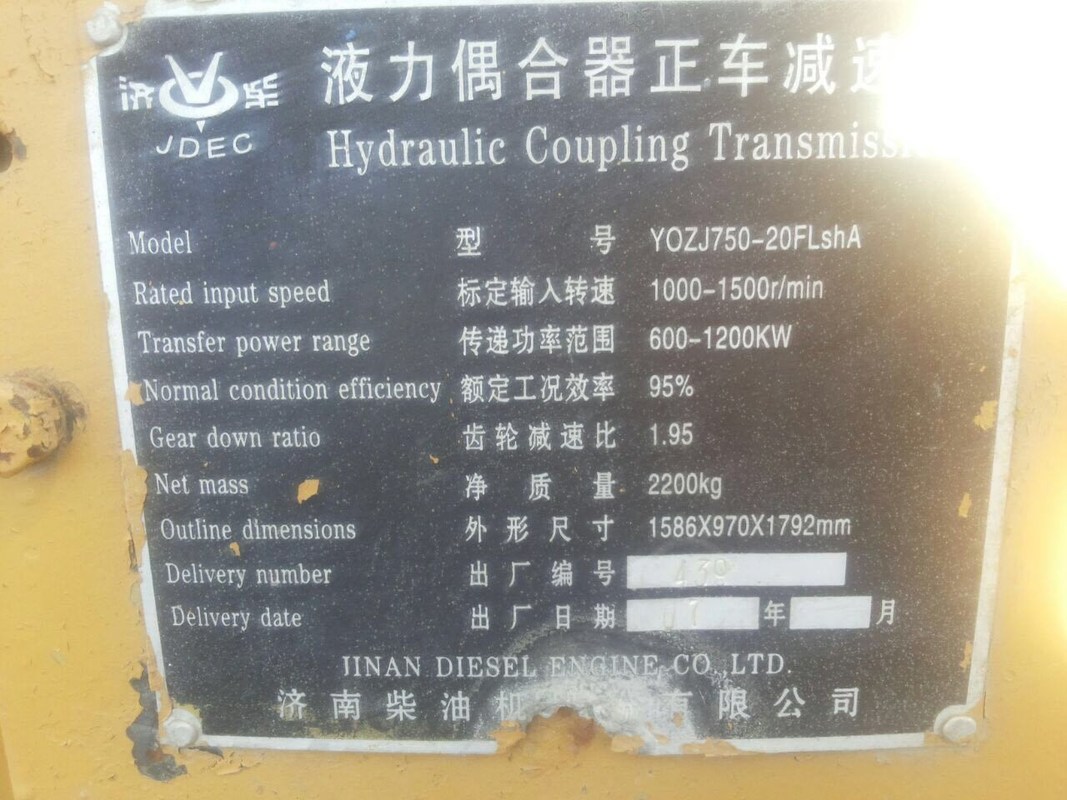 济柴
JDEC
液力偶合器正车减速
Hydraulic Coupling
Model 型号 YOZJ750-20FLshA
Rated input speed 标定输入转速 1000-1500r/min
Transfer power range 传递功率范围 600-1200KW
Normal condition efficiency 额定工况效率 95%
Gear down ratio 齿轮减速比 1.95
Net mass 净质量 2200kg
Outline dimensions 外形尺寸 1586X970X1792mm
Delivery number 出厂编号
Delivery date 出厂日期 07 年 月
JINAN DIESEL ENGINE CO.,LTD.
济南柴油机 有限公司